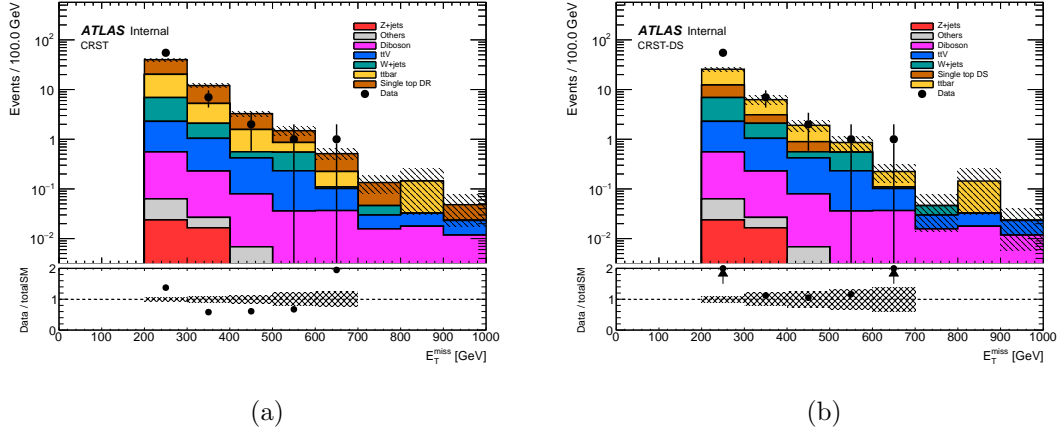 ATLAS Internal
CRST
Z+jets
Others
Diboson
ttV
W+jets
ttbar
Single top DR
Data
Events / 100.0 GeV
10²
10
1
10⁻¹
10⁻²
Data / totalSM
2
1
0
0 100 200 300 400 500 600 700 800 900 1000
E_T^miss [GeV]
(a)
ATLAS Internal
CRST-DS
Z+jets
Others
Diboson
ttV
W+jets
Single top DS
ttbar
Data
Events / 100.0 GeV
10²
10
1
10⁻¹
10⁻²
Data / totalSM
2
1
0
0 100 200 300 400 500 600 700 800 900 1000
E_T^miss [GeV]
(b)